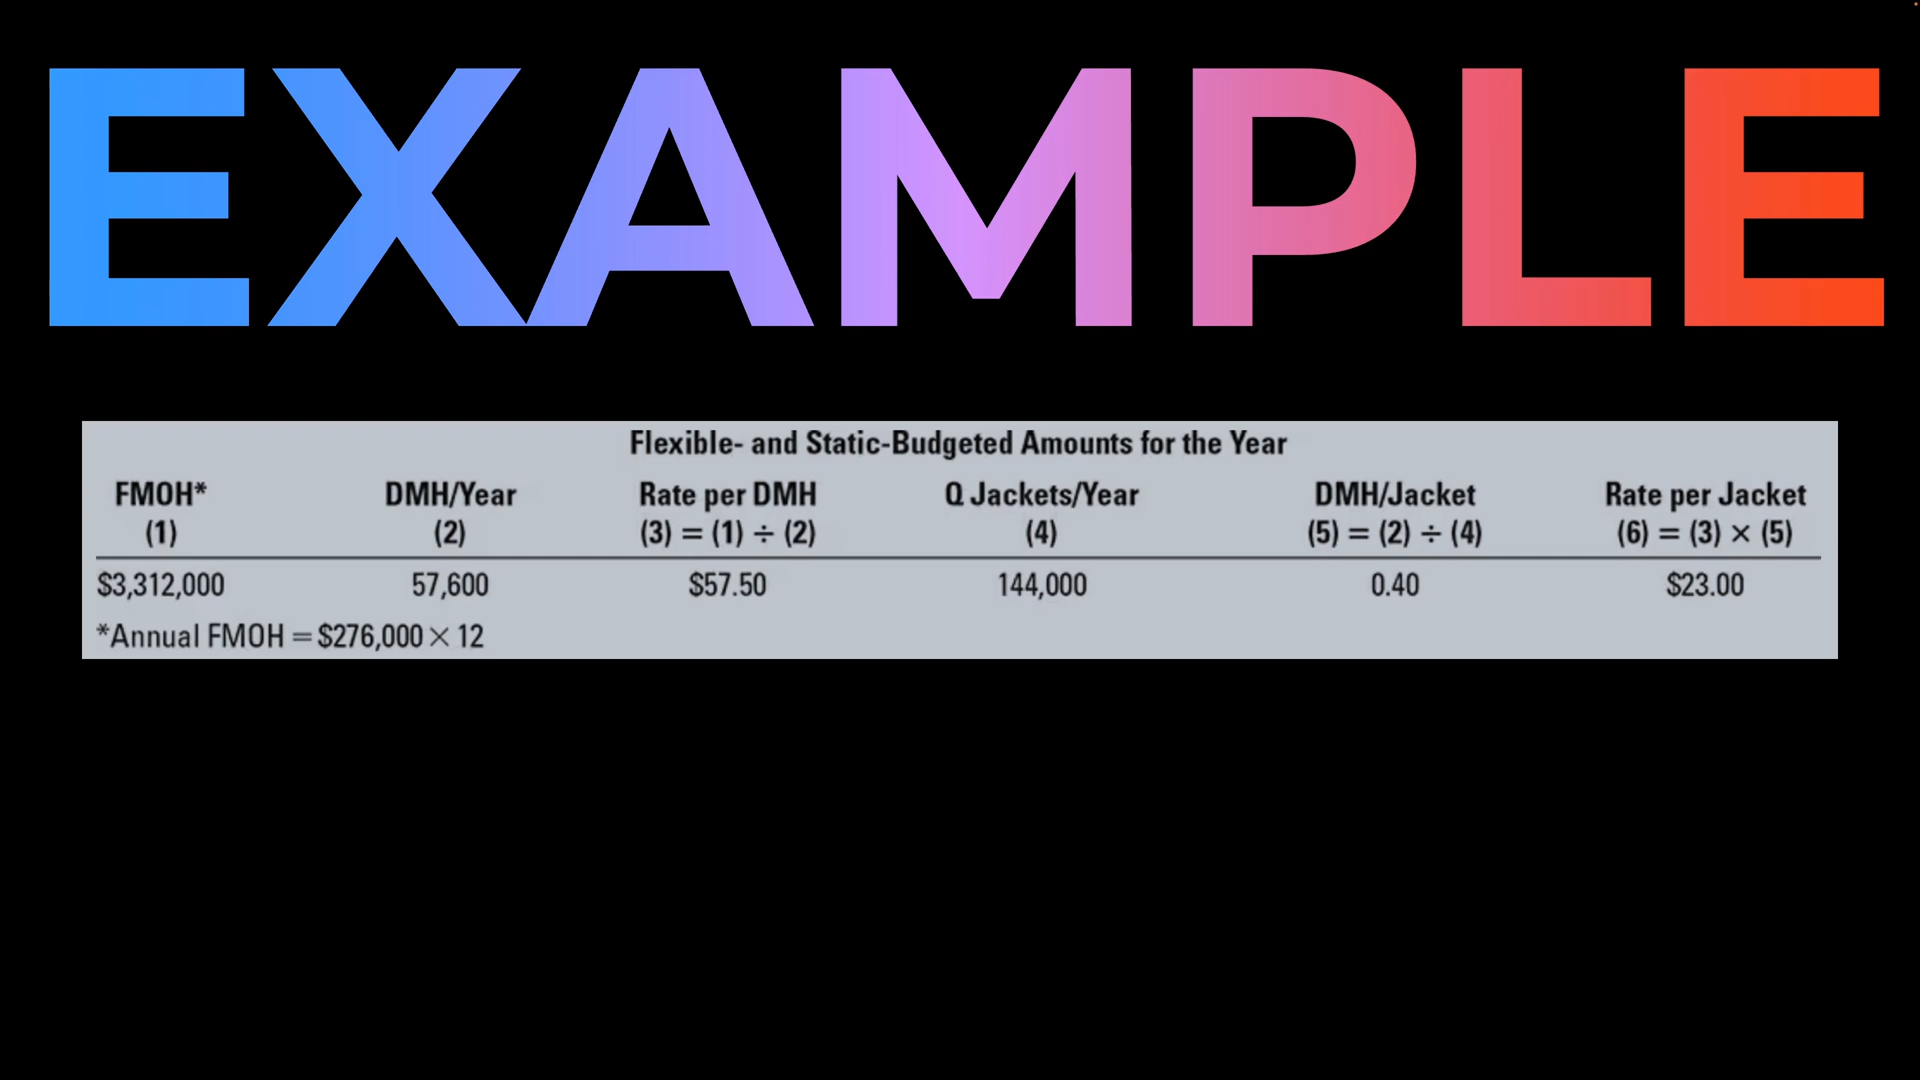 EXAMPLE
Flexible- and Static-Budgeted Amounts for the Year
FMOH* DMH/Year Rate per DMH Q Jackets/Year DMH/Jacket Rate per Jacket
(1) (2) (3) = (1) ÷ (2) (4) (5) = (2) ÷ (4) (6) = (3) × (5)
$3,312,000 57,600 $57.50 144,000 0.40 $23.00
*Annual FMOH = $276,000 × 12